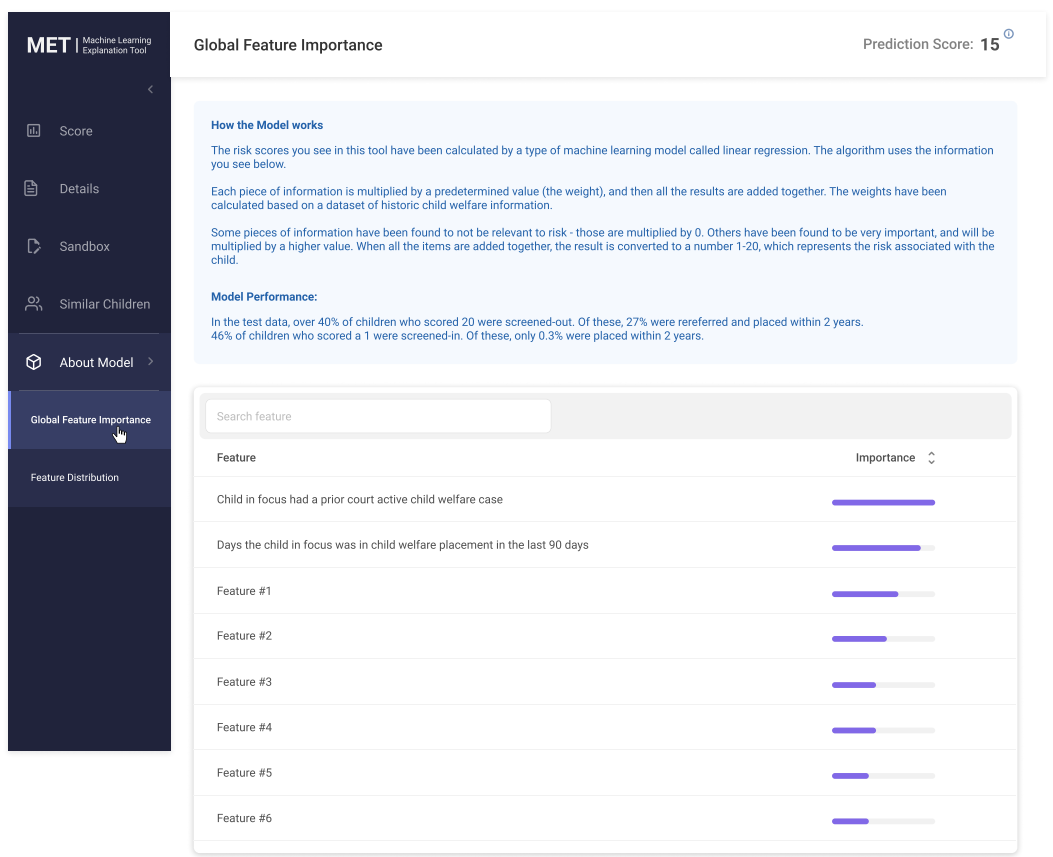 MET | Machine Learning
Explanation Tool
Global Feature Importance
Prediction Score: 15
Score
Details
Sandbox
Similar Children
About Model
Global Feature Importance
Feature Distribution
How the Model works
The risk scores you see in this tool have been calculated by a type of machine learning model called linear regression. The algorithm uses the information
you see below.
Each piece of information is multiplied by a predetermined value (the weight), and then all the results are added together. The weights have been
calculated based on a dataset of historic child welfare information.
Some pieces of information have been found to not be relevant to risk - those are multiplied by 0. Others have been found to be very important, and will be
multiplied by a higher value. When all the items are added together, the result is converted to a number 1-20, which represents the risk associated with the
child.
Model Performance:
In the test data, over 40% of children who scored 20 were screened-out. Of these, 27% were rereferred and placed within 2 years.
46% of children who scored a 1 were screened-in. Of these, only 0.3% were placed within 2 years.
Search feature
Feature Importance
Child in focus had a prior court active child welfare case
Days the child in focus was in child welfare placement in the last 90 days
Feature #1
Feature #2
Feature #3
Feature #4
Feature #5
Feature #6